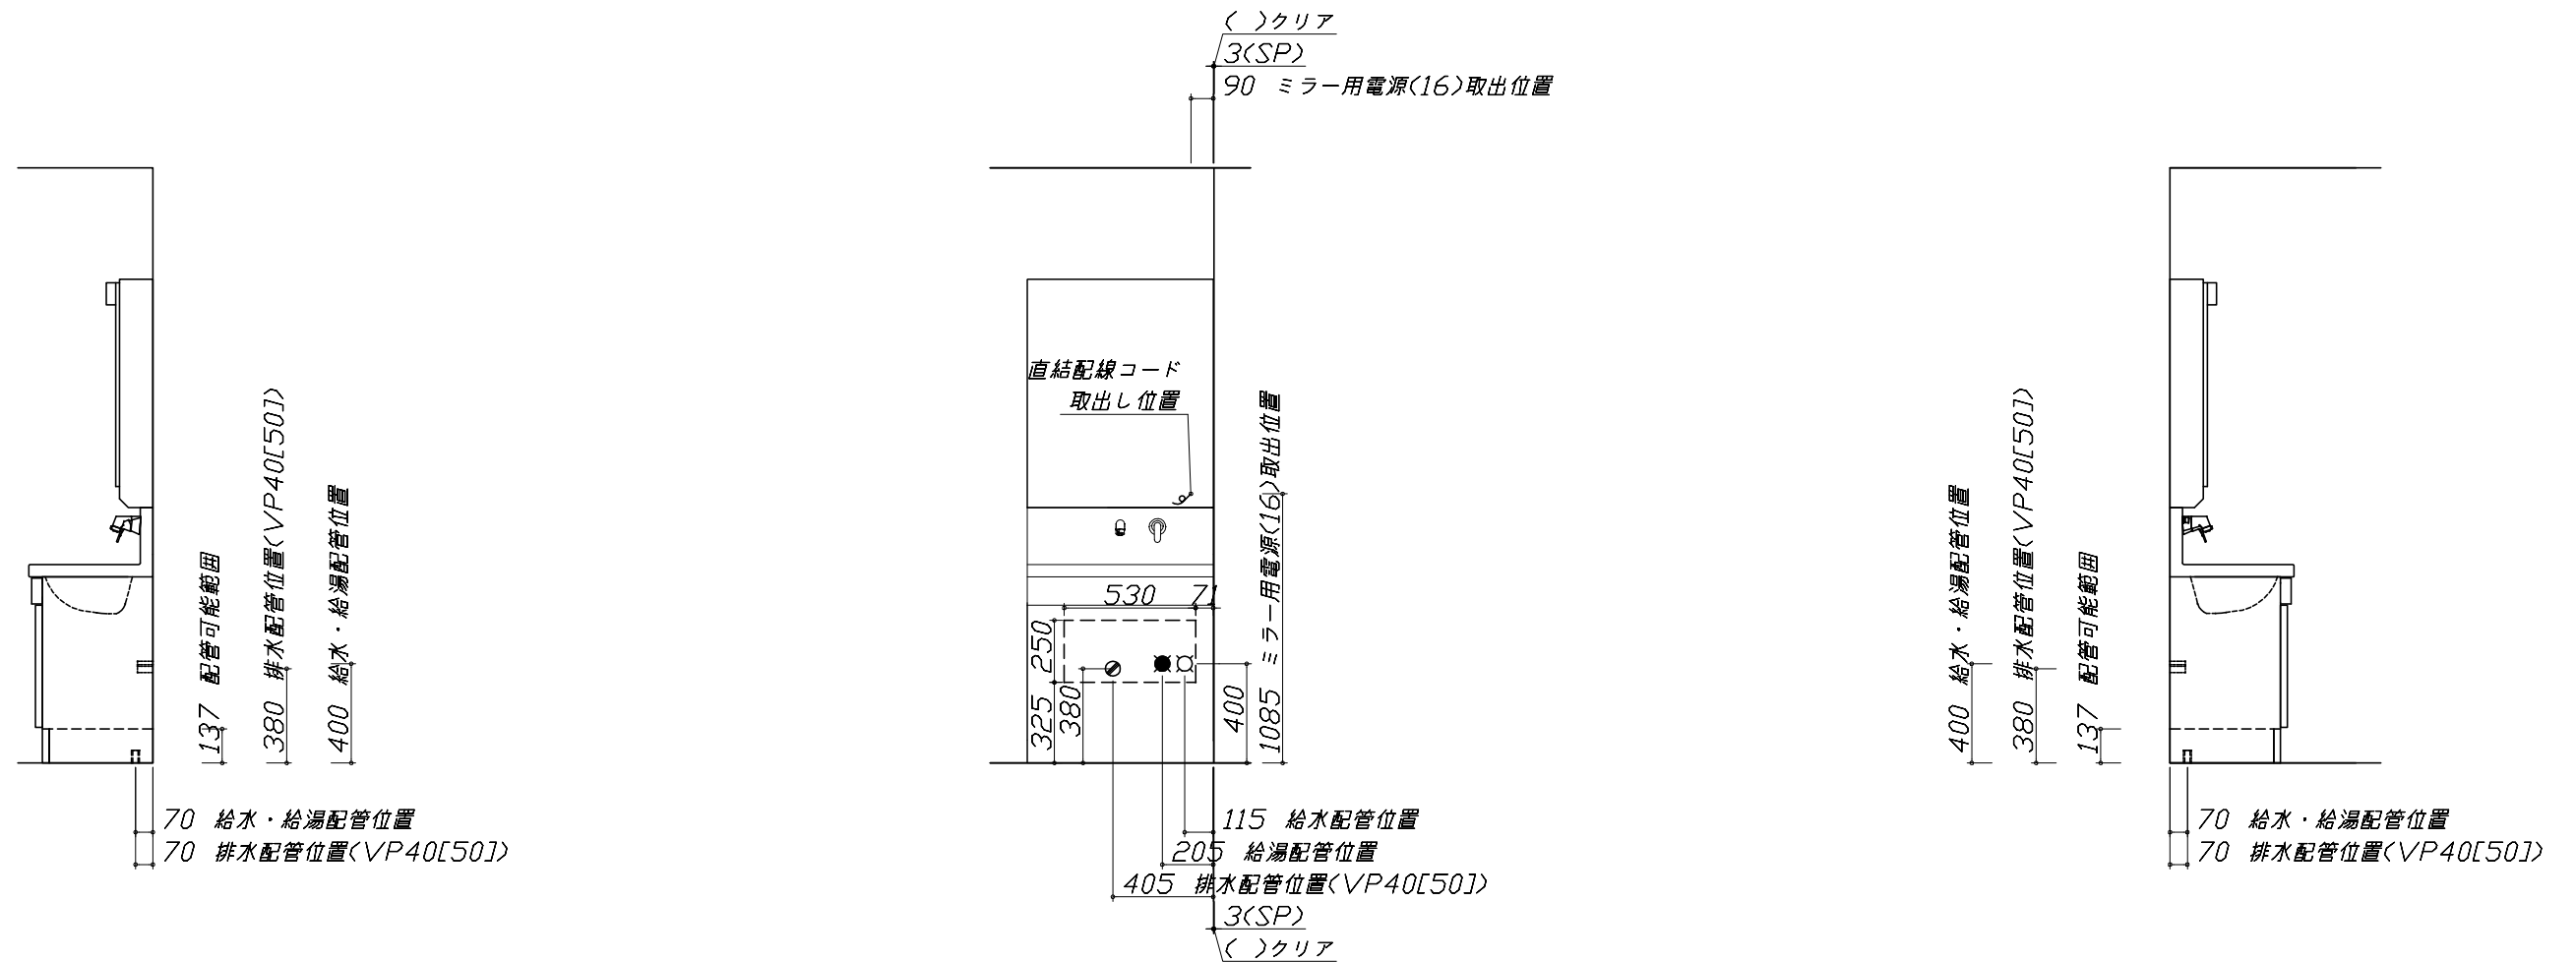 ( )クリア
3(SP)
90 ミラー用電源(16)取出位置
直結配線コード
取出し位置
137 配管可能範囲
380 排水配管位置(VP40[50])
400 給水・給湯配管位置
70 給水・給湯配管位置
70 排水配管位置(VP40[50])
530
71
250
325
380
400
1085 ミラー用電源(16)取出位置
115 給水配管位置
205 給湯配管位置
405 排水配管位置(VP40[50])
3(SP)
( )クリア
400 給水・給湯配管位置
380 排水配管位置(VP40[50])
137 配管可能範囲
70 給水・給湯配管位置
70 排水配管位置(VP40[50])